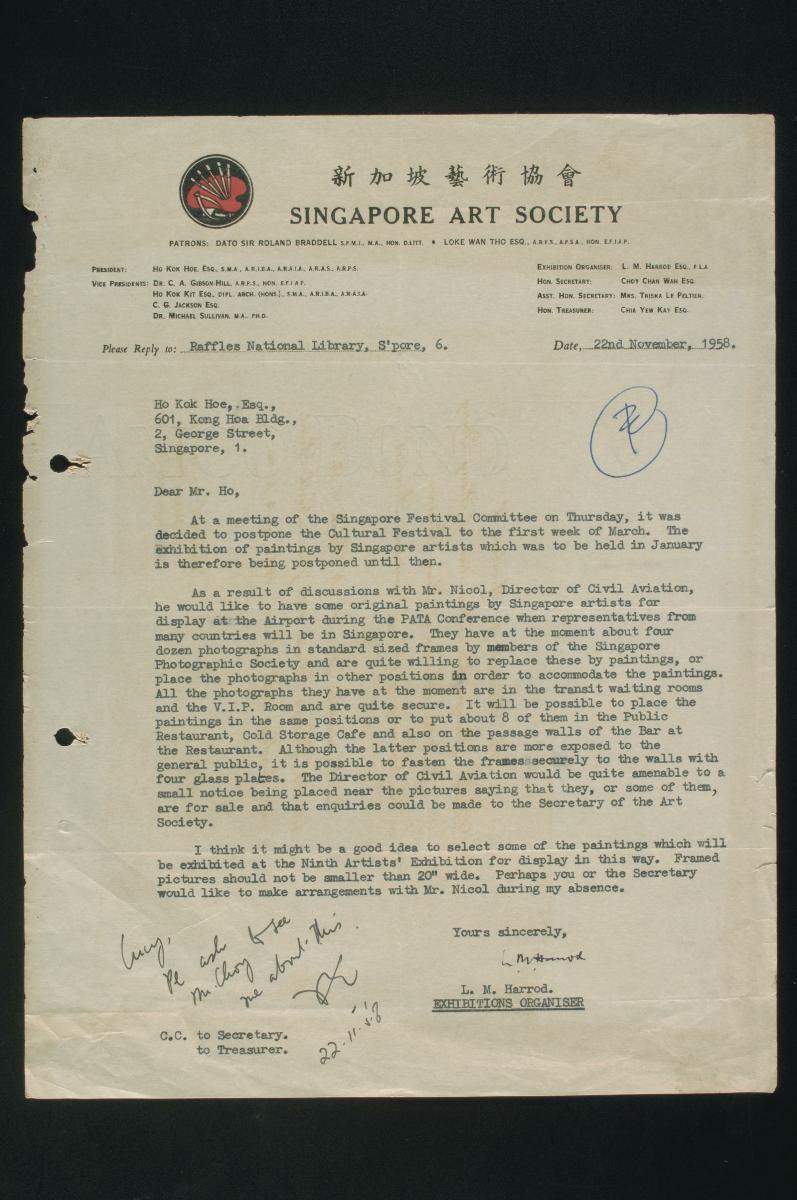 新加坡藝術協會
SINGAPORE ART SOCIETY
PATRONS: DATO SIR ROLAND BRADDELL S.P.M.J., M.A., HON. D.LITT. • LOKE WAN THO ESQ., A.R.P.S., A.P.S.A., HON. E.F.I.A.P.
PRESIDENT: HO KOK HOE, ESQ., S.M.A., A.R.I.B.A., A.R.A.I.A., A.R.A.S., A.R.P.S.
VICE PRESIDENTS: DR. C. A. GIBSON-HILL, A.R.P.S., HON. E.F.I.A.P.
HO KOK KIT ESQ., DIPL. ARCH. (HONS.), S.M.A., A.R.I.B.A., A.R.A.I.A.
C. G. JACKSON ESQ.
DR. MICHAEL SULLIVAN, M.A., PH.D.
EXHIBITION ORGANISER: L. M. HARROD ESQ., F.L.A
HON. SECRETARY: CHOY CHAN WAH ESQ.
ASST. HON. SECRETARY: MRS. TRISKA LE PELTIER.
HON. TREASURER: CHIA YEW KAY ESQ.
Please Reply to: Raffles National Library, S'pore, 6.
Date, 22nd November, 1958.
Ho Kok Hoe, Esq.,
601, Kong Hoa Bldg.,
2, George Street,
Singapore, 1.
Dear Mr. Ho,
At a meeting of the Singapore Festival Committee on Thursday, it was
decided to postpone the Cultural Festival to the first week of March. The
exhibition of paintings by Singapore artists which was to be held in January
is therefore being postponed until then.
As a result of discussions with Mr. Nicol, Director of Civil Aviation,
he would like to have some original paintings by Singapore artists for
display at the Airport during the PATA Conference when representatives from
many countries will be in Singapore. They have at the moment about four
dozen photographs in standard sized frames by members of the Singapore
Photographic Society and are quite willing to replace these by paintings, or
place the photographs in other positions in order to accommodate the paintings.
All the photographs they have at the moment are in the transit waiting rooms
and the V.I.P. Room and are quite secure. It will be possible to place the
paintings in the same positions or to put about 8 of them in the Public
Restaurant, Cold Storage Cafe and also on the passage walls of the Bar at
the Restaurant. Although the latter positions are more exposed to the
general public, it is possible to fasten the frames securely to the walls with
four glass plates. The Director of Civil Aviation would be quite amenable to a
small notice being placed near the pictures saying that they, or some of them,
are for sale and that enquiries could be made to the Secretary of the Art
Society.
I think it might be a good idea to select some of the paintings which will
be exhibited at the Ninth Artists' Exhibition for display in this way. Framed
pictures should not be smaller than 20" wide. Perhaps you or the Secretary
would like to make arrangements with Mr. Nicol during my absence.
Yours sincerely,
L. M. Harrod
L. M. Harrod.
EXHIBITIONS ORGANISER
Lucy,
Pl ask
Mr Choy to see
me about this.
22.11.58
C.C. to Secretary.
to Treasurer.